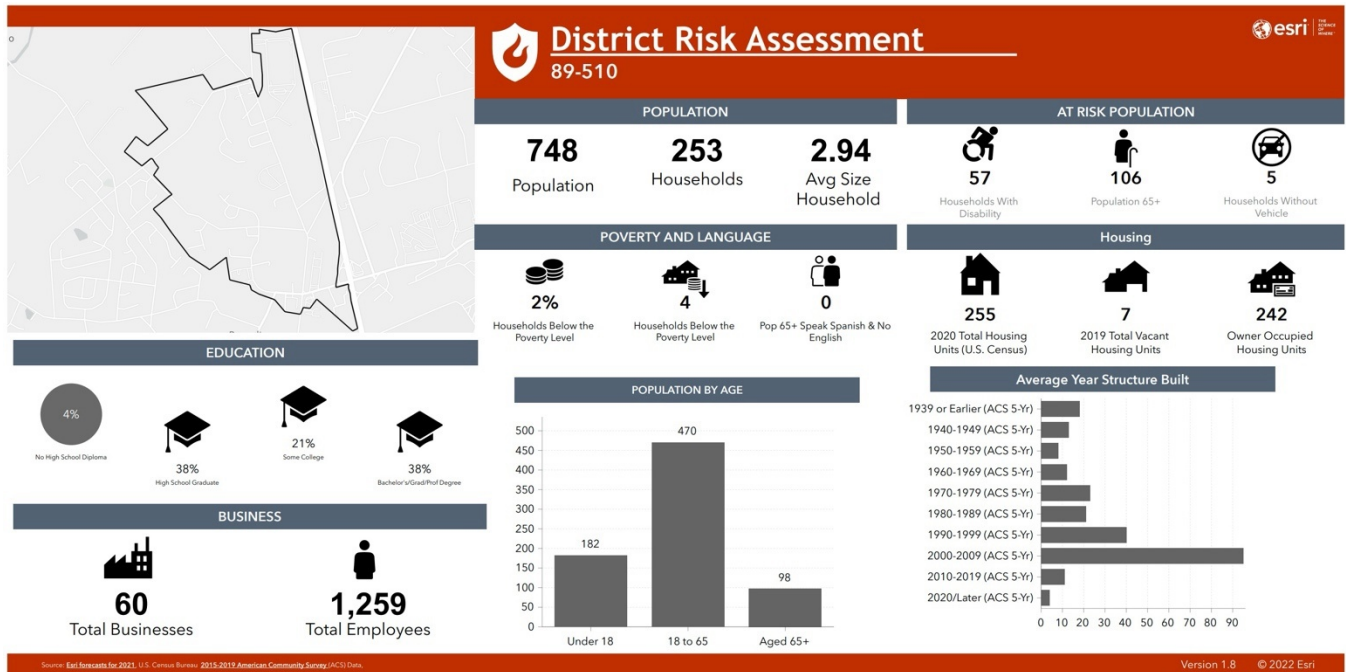 District Risk Assessment
89-510
esri
THE
SCIENCE
OF
WHERE
POPULATION
748
Population
253
Households
2.94
Avg Size
Household
AT RISK POPULATION
57
Households With
Disability
106
Population 65+
5
Households Without
Vehicle
POVERTY AND LANGUAGE
2%
Households Below the
Poverty Level
4
Households Below the
Poverty Level
0
Pop 65+ Speak Spanish & No
English
Housing
255
2020 Total Housing
Units (U.S. Census)
7
2019 Total Vacant
Housing Units
242
Owner Occupied
Housing Units
EDUCATION
4%
No High School Diploma
38%
High School Graduate
21%
Some College
38%
Bachelor's/Grad/Prof Degree
BUSINESS
60
Total Businesses
1,259
Total Employees
POPULATION BY AGE
500
450
400
350
300
250
200
150
100
50
0
182
470
98
Under 18
18 to 65
Aged 65+
Average Year Structure Built
1939 or Earlier (ACS 5-Yr)
1940-1949 (ACS 5-Yr)
1950-1959 (ACS 5-Yr)
1960-1969 (ACS 5-Yr)
1970-1979 (ACS 5-Yr)
1980-1989 (ACS 5-Yr)
1990-1999 (ACS 5-Yr)
2000-2009 (ACS 5-Yr)
2010-2019 (ACS 5-Yr)
2020/Later (ACS 5-Yr)
0 10 20 30 40 50 60 70 80 90
Source: Esri forecasts for 2021, U.S. Census Bureau 2015-2019 American Community Survey (ACS) Data,
Version 1.8 © 2022 Esri